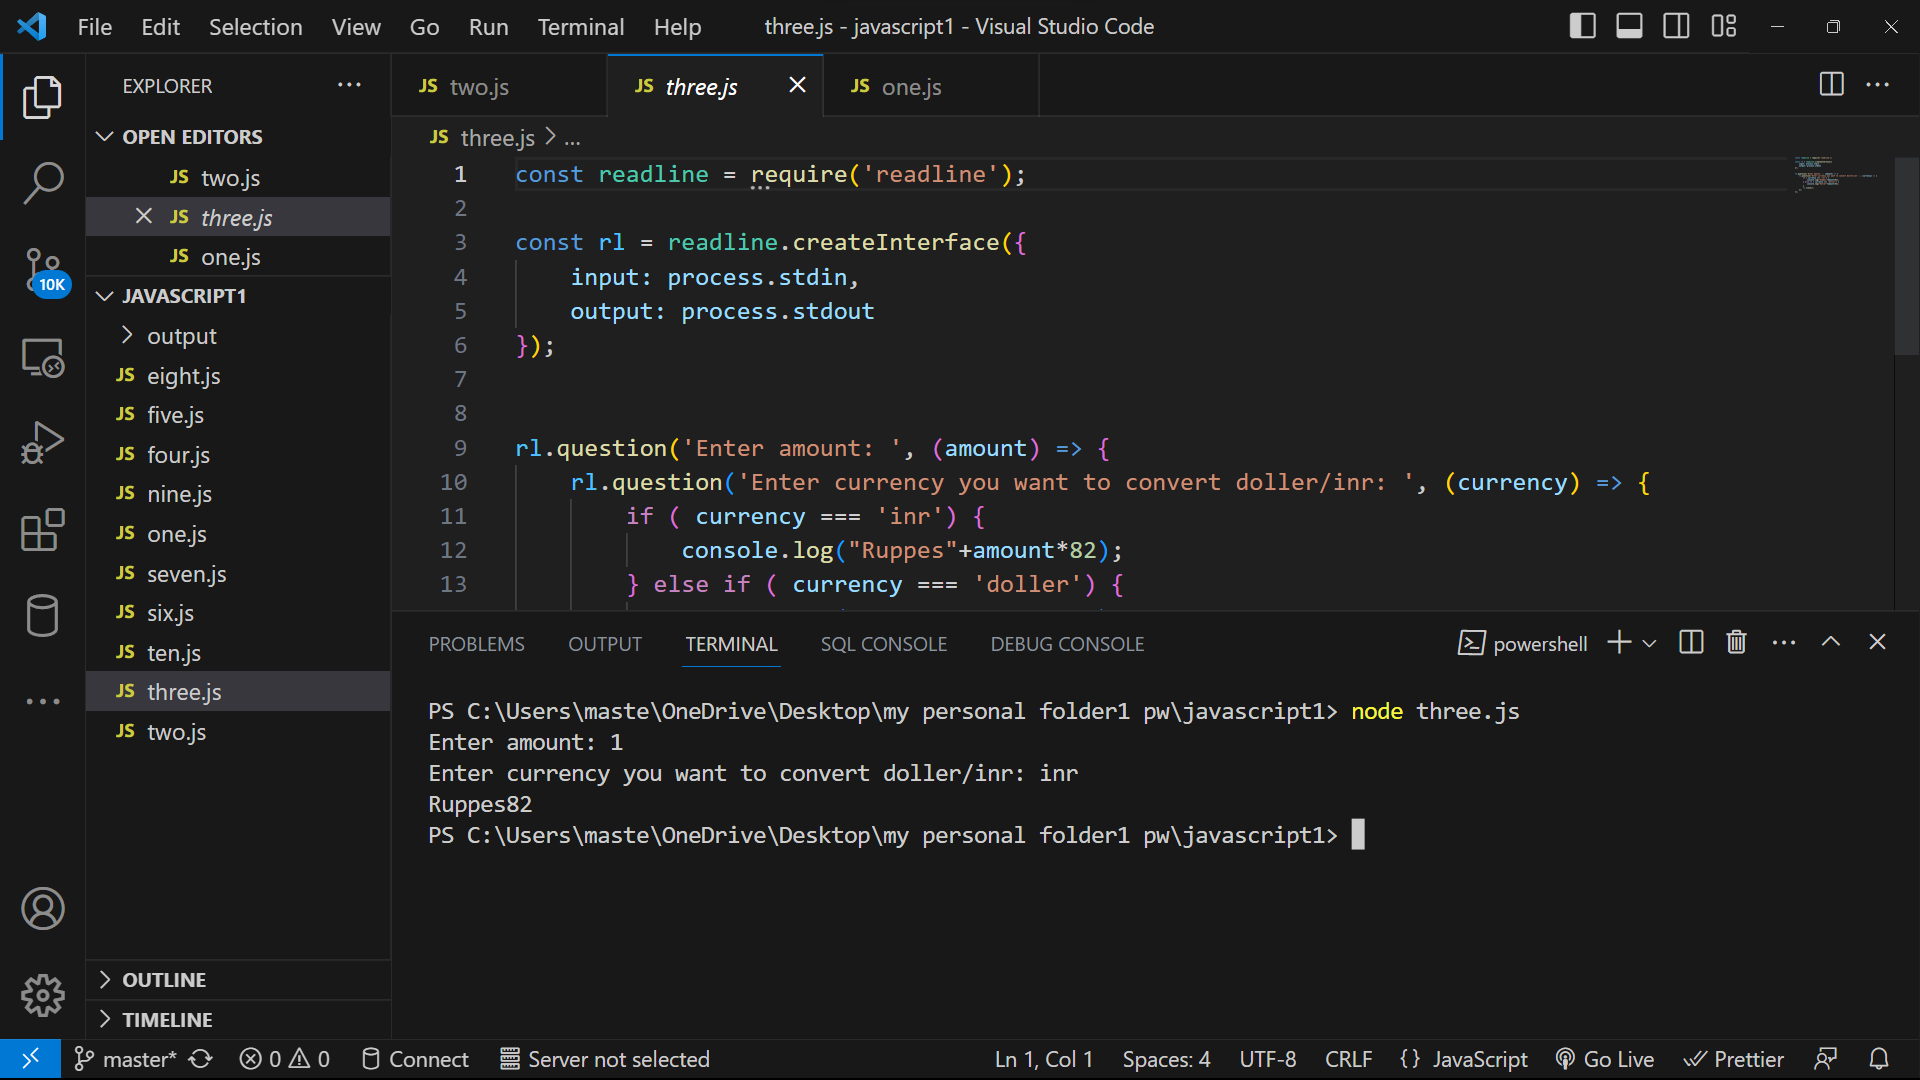 File Edit Selection View Go Run Terminal Help three.js - javascript1 - Visual Studio Code
EXPLORER
OPEN EDITORS
JS two.js
JS three.js
JS one.js
JAVASCRIPT1
output
JS eight.js
JS five.js
JS four.js
JS nine.js
JS one.js
JS seven.js
JS six.js
JS ten.js
JS three.js
JS two.js
OUTLINE
TIMELINE
10K
JS two.js JS three.js JS one.js
JS three.js > ...
1 const readline = require('readline');
2
3 const rl = readline.createInterface({
4 input: process.stdin,
5 output: process.stdout
6 });
7
8
9 rl.question('Enter amount: ', (amount) => {
10 rl.question('Enter currency you want to convert doller/inr: ', (currency) => {
11 if ( currency === 'inr') {
12 console.log("Ruppes"+amount*82);
13 } else if ( currency === 'doller') {
PROBLEMS OUTPUT TERMINAL SQL CONSOLE DEBUG CONSOLE powershell
PS C:\Users\maste\OneDrive\Desktop\my personal folder1 pw\javascript1> node three.js
Enter amount: 1
Enter currency you want to convert doller/inr: inr
Ruppes82
PS C:\Users\maste\OneDrive\Desktop\my personal folder1 pw\javascript1>
master* 0 0 Connect Server not selected Ln 1, Col 1 Spaces: 4 UTF-8 CRLF {} JavaScript Go Live Prettier